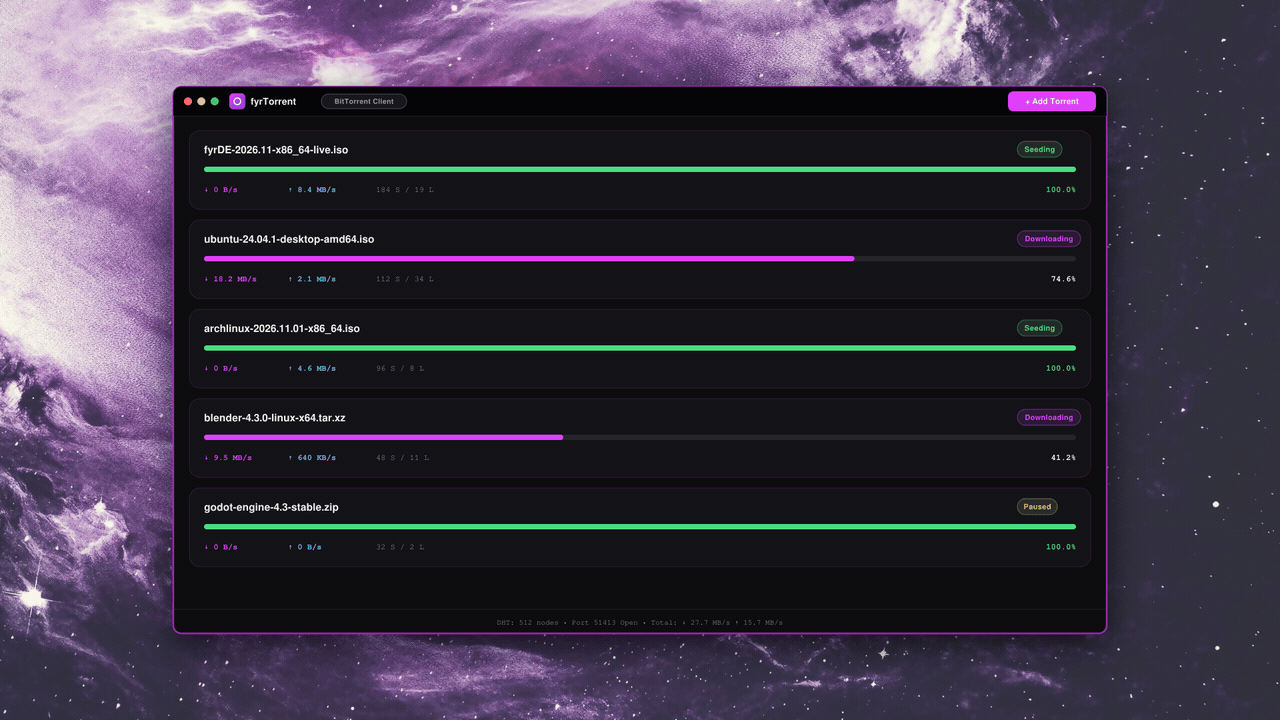 fyrTorrent BitTorrent Client + Add Torrent
fyrDE-2026.11-x86_64-live.iso Seeding
↓ 0 B/s ↑ 8.4 MB/s 184 S / 19 L 100.0%
ubuntu-24.04.1-desktop-amd64.iso Downloading
↓ 18.2 MB/s ↑ 2.1 MB/s 112 S / 34 L 74.6%
archlinux-2026.11.01-x86_64.iso Seeding
↓ 0 B/s ↑ 4.6 MB/s 96 S / 8 L 100.0%
blender-4.3.0-linux-x64.tar.xz Downloading
↓ 9.5 MB/s ↑ 640 KB/s 48 S / 11 L 41.2%
godot-engine-4.3-stable.zip Paused
↓ 0 B/s ↑ 0 B/s 32 S / 2 L 100.0%
DHT: 512 nodes • Port 51413 Open • Total: ↓ 27.7 MB/s ↑ 15.7 MB/s